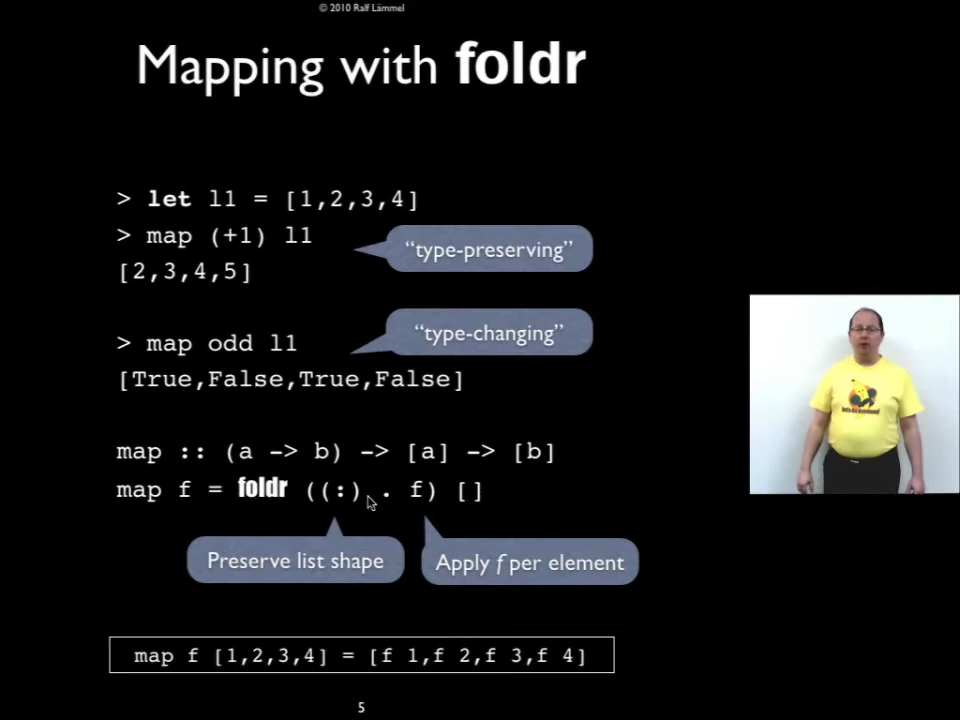 © 2010 Ralf Lämmel
Mapping with foldr
> let l1 = [1,2,3,4]
> map (+1) l1
“type-preserving”
[2,3,4,5]
“type-changing”
> map odd l1
[True,False,True,False]
map :: (a -> b) -> [a] -> [b]
map f = foldr ((:) . f) []
Preserve list shape
Apply f per element
map f [1,2,3,4] = [f 1,f 2,f 3,f 4]
5